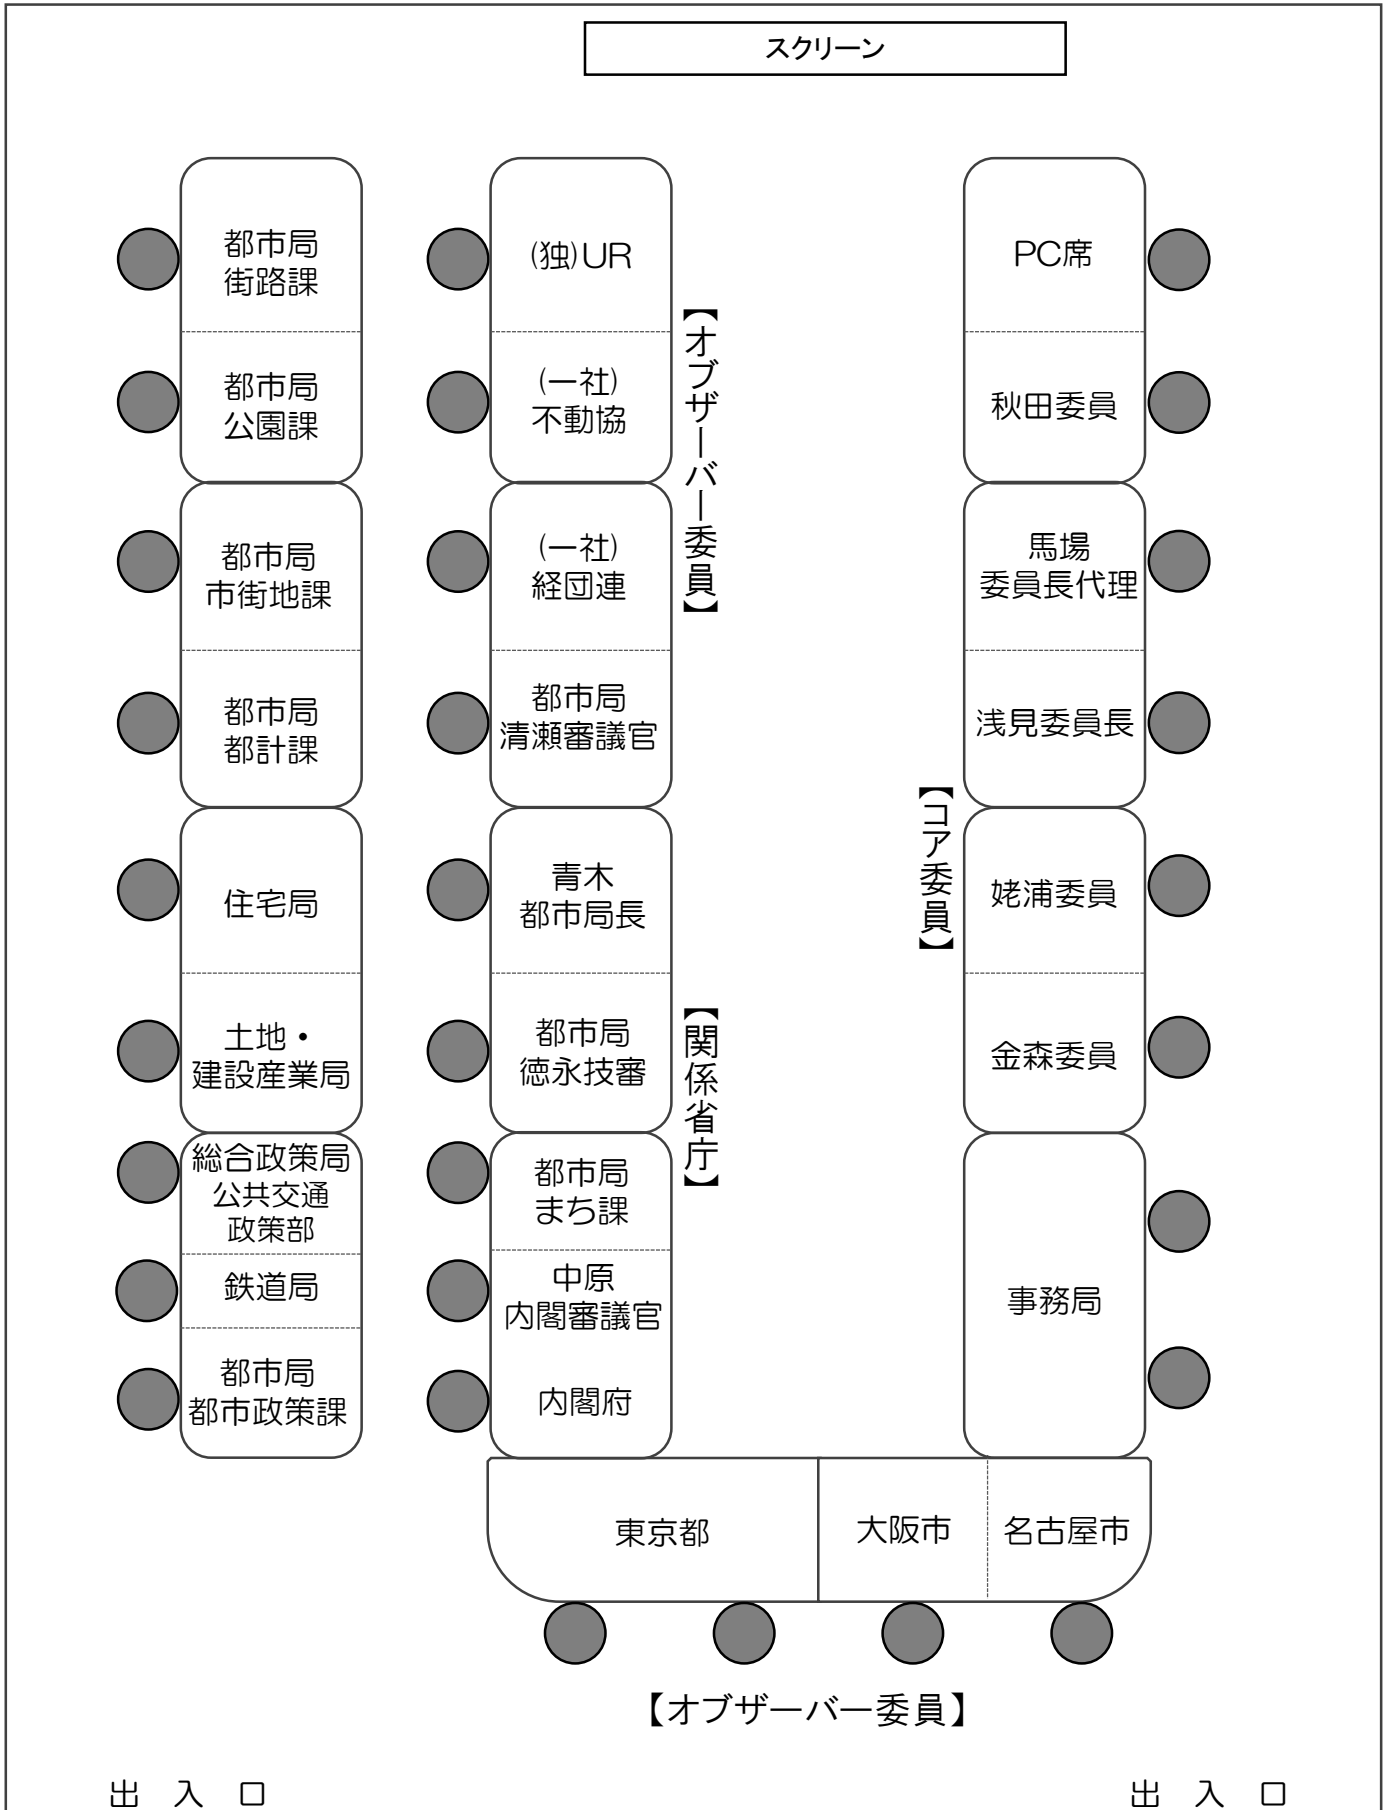 スクリーン
都市局
街路課
都市局
公園課
都市局
市街地課
都市局
都計課
住宅局
土地・
建設産業局
総合政策局
公共交通
政策部
鉄道局
都市局
都市政策課
(独)UR
(一社)
不動協
(一社)
経団連
都市局
清瀬審議官
青木
都市局長
都市局
徳永技審
都市局
まち課
中原
内閣審議官
内閣府
【オブザーバー委員】
【関係省庁】
【コア委員】
PC席
秋田委員
馬場
委員長代理
浅見委員長
姥浦委員
金森委員
事務局
東京都
大阪市
名古屋市
【オブザーバー委員】
出 入 口
出 入 口